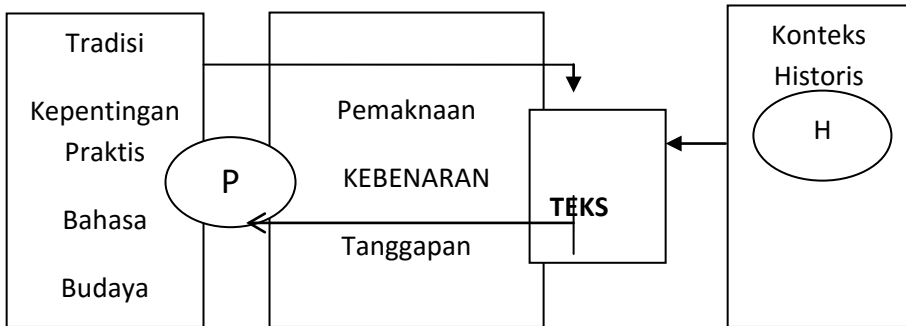 Tradisi
Kepentingan
Praktis
Bahasa
Budaya
P
Pemaknaan
KEBENARAN
Tanggapan
TEKS
Konteks
Historis
H